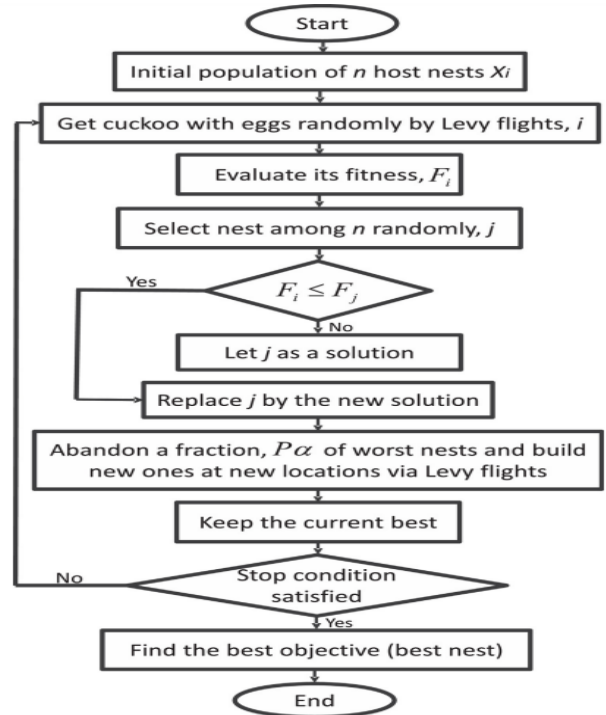 Start
Initial population of n host nests Xi
Get cuckoo with eggs randomly by Levy flights, i
Evaluate its fitness, Fi
Select nest among n randomly, j
Yes
Fi ≤ Fj
No
Let j as a solution
Replace j by the new solution
Abandon a fraction, Pα of worst nests and build
new ones at new locations via Levy flights
Keep the current best
No
Stop condition
satisfied
Yes
Find the best objective (best nest)
End